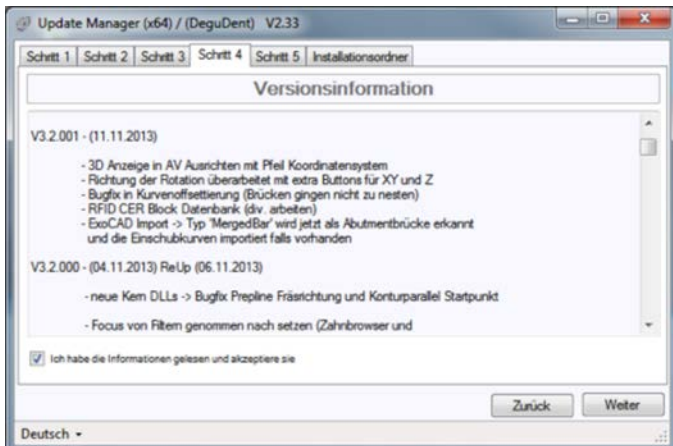 Update Manager (x64) / (DeguDent) V2.33
Schritt 1 Schritt 2 Schritt 3 Schritt 4 Schritt 5 Installationsordner
Versionsinformation
V3.2.001 - (11.11.2013)
- 3D Anzeige in AV Ausrichten mit Pfeil Koordinatensystem
- Richtung der Rotation überarbeitet mit extra Buttons für XY und Z
- Bugfix in Kurvenoffsettierung (Brücken gingen nicht zu nesten)
- RFID CER Block Datenbank (div. arbeiten)
- ExoCAD Import -> Typ 'MergedBar' wird jetzt als Abutmentbrücke erkannt
und die Einschubkurven importiert falls vorhanden
V3.2.000 - (04.11.2013) ReUp (06.11.2013)
- neue Kern DLLs -> Bugfix Prepline Fräsrichtung und Konturparallel Startpunkt
- Focus von Filtern genommen nach setzen (Zahnbrowser und
Ich habe die Informationen gelesen und akzeptiere sie
Zurück Weiter
Deutsch